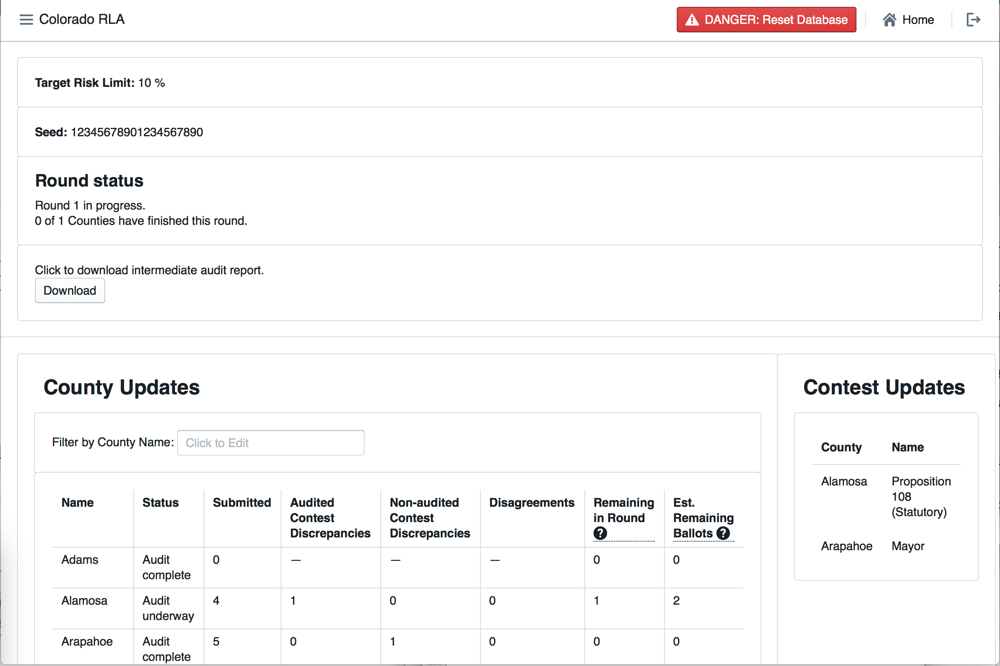 Colorado RLA
DANGER: Reset Database
Home
Target Risk Limit: 10 %
Seed: 12345678901234567890
Round status
Round 1 in progress.
0 of 1 Counties have finished this round.
Click to download intermediate audit report.
Download
County Updates
Filter by County Name: Click to Edit
Name Status Submitted Audited Contest Discrepancies Non-audited Contest Discrepancies Disagreements Remaining in Round ? Est. Remaining Ballots ?
Adams Audit complete 0 — — — 0 0
Alamosa Audit underway 4 1 0 0 1 2
Arapahoe Audit complete 5 0 1 0 0 0
Contest Updates
County Name
Alamosa Proposition 108 (Statutory)
Arapahoe Mayor